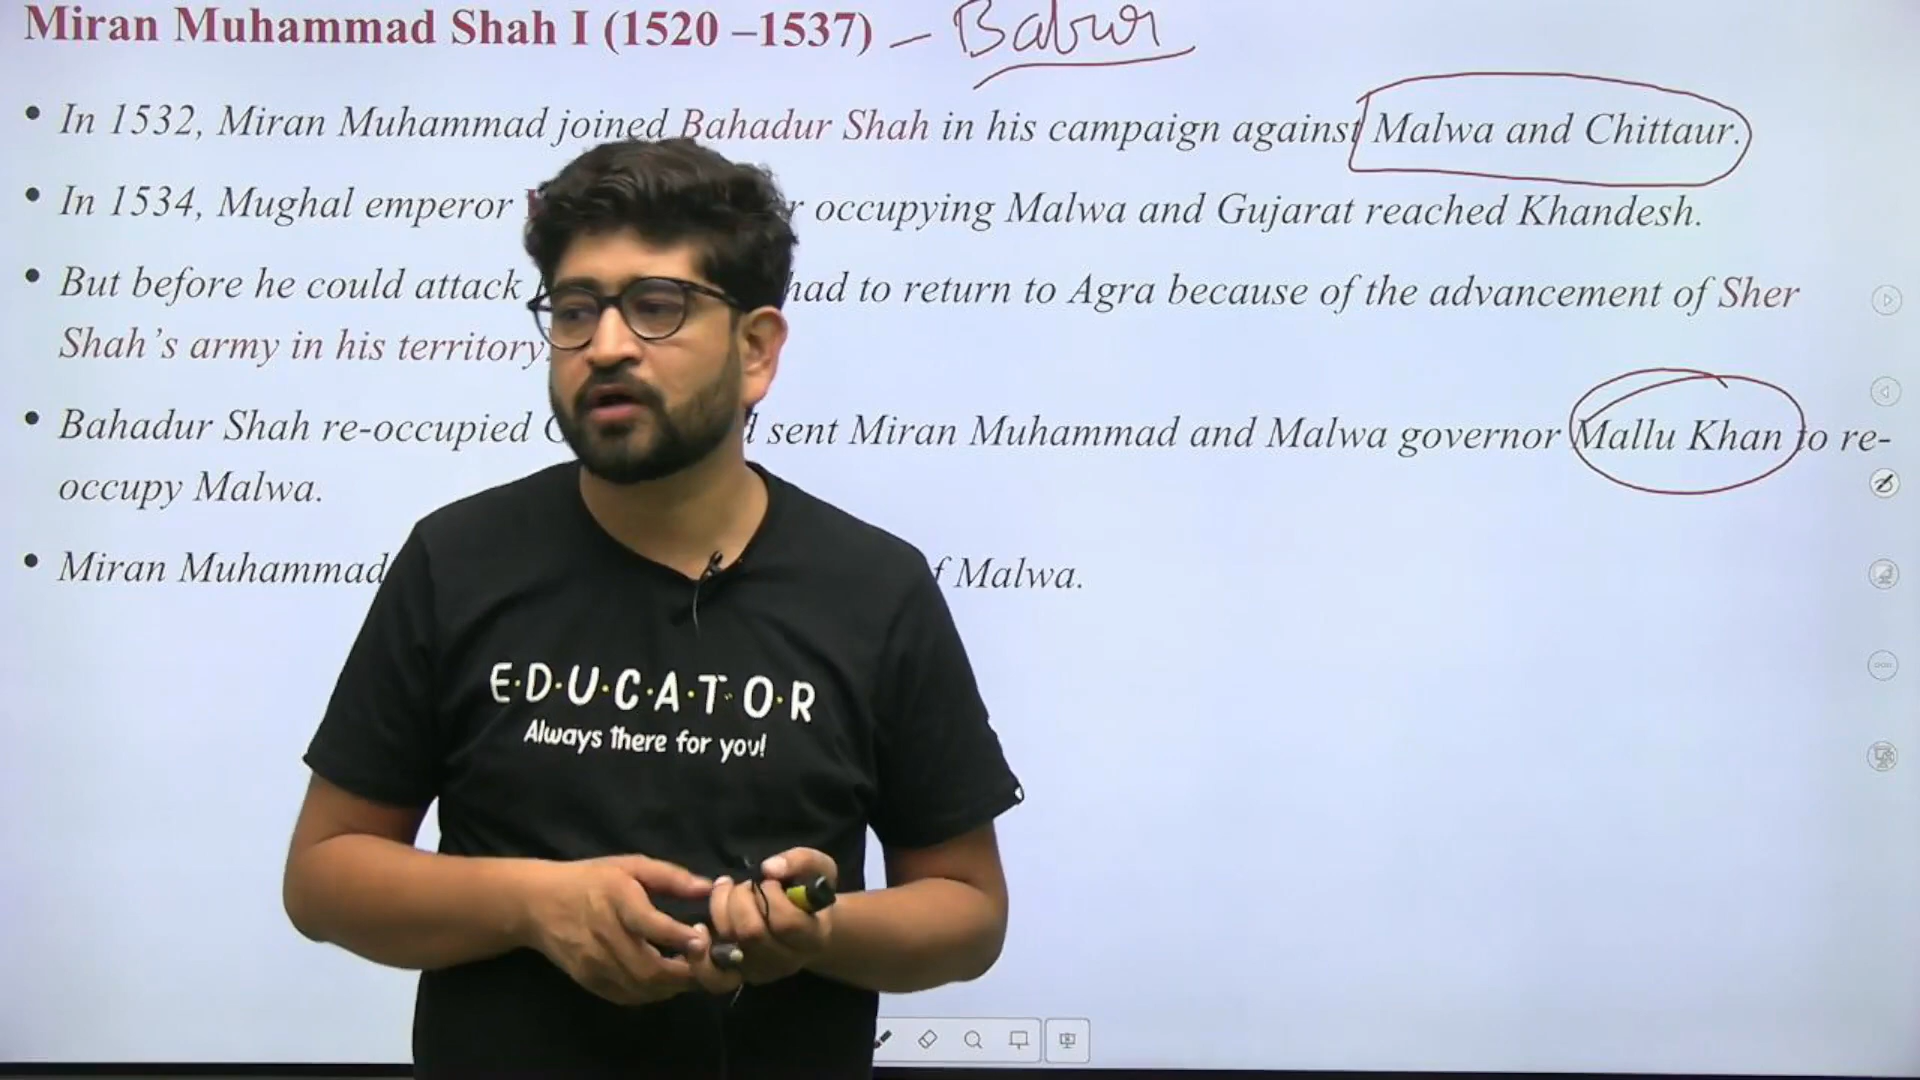 Miran Muhammad Shah I (1520 –1537) – Babur
• In 1532, Miran Muhammad joined Bahadur Shah in his campaign against Malwa and Chittaur.
• In 1534, Mughal emperor occupying Malwa and Gujarat reached Khandesh.
• But before he could attack had to return to Agra because of the advancement of Sher
Shah's army in his territory.
• Bahadur Shah re-occupied sent Miran Muhammad and Malwa governor Mallu Khan to re-
occupy Malwa.
• Miran Muhammad Malwa.
E·D·U·C·A·T·O·R
Always there for you!